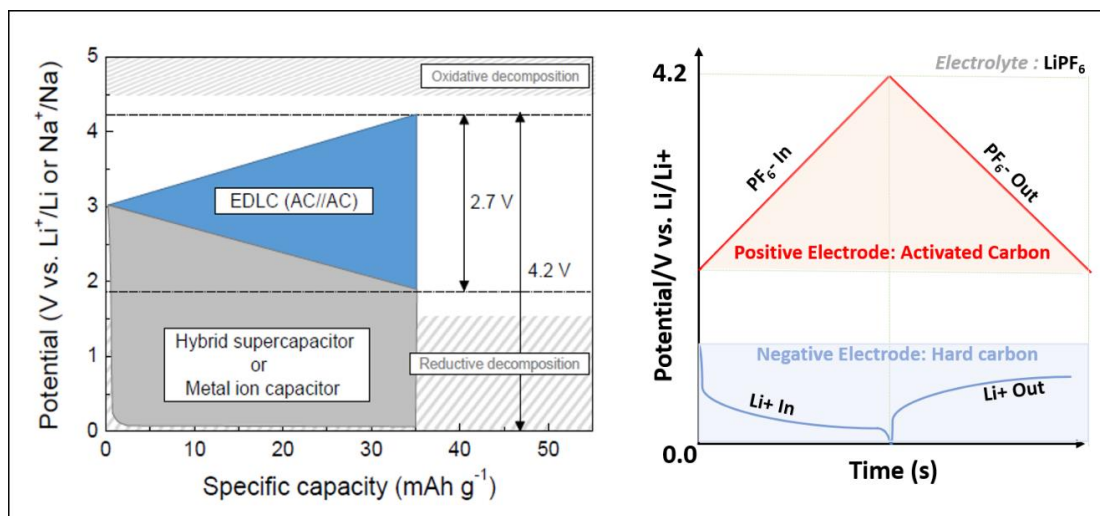 Potential (V vs. Li⁺/Li or Na⁺/Na)
5
4
3
2
1
0
Oxidative decomposition
EDLC (AC//AC)
2.7 V
4.2 V
Hybrid supercapacitor
or
Metal ion capacitor
Reductive decomposition
0
10
20
30
40
50
Specific capacity (mAh g⁻¹)
Potential/V vs. Li/Li+
4.2
0.0
Electrolyte : LiPF₆
PF₆- In
PF₆- Out
Positive Electrode: Activated Carbon
Negative Electrode: Hard carbon
Li+ In
Li+ Out
Time (s)